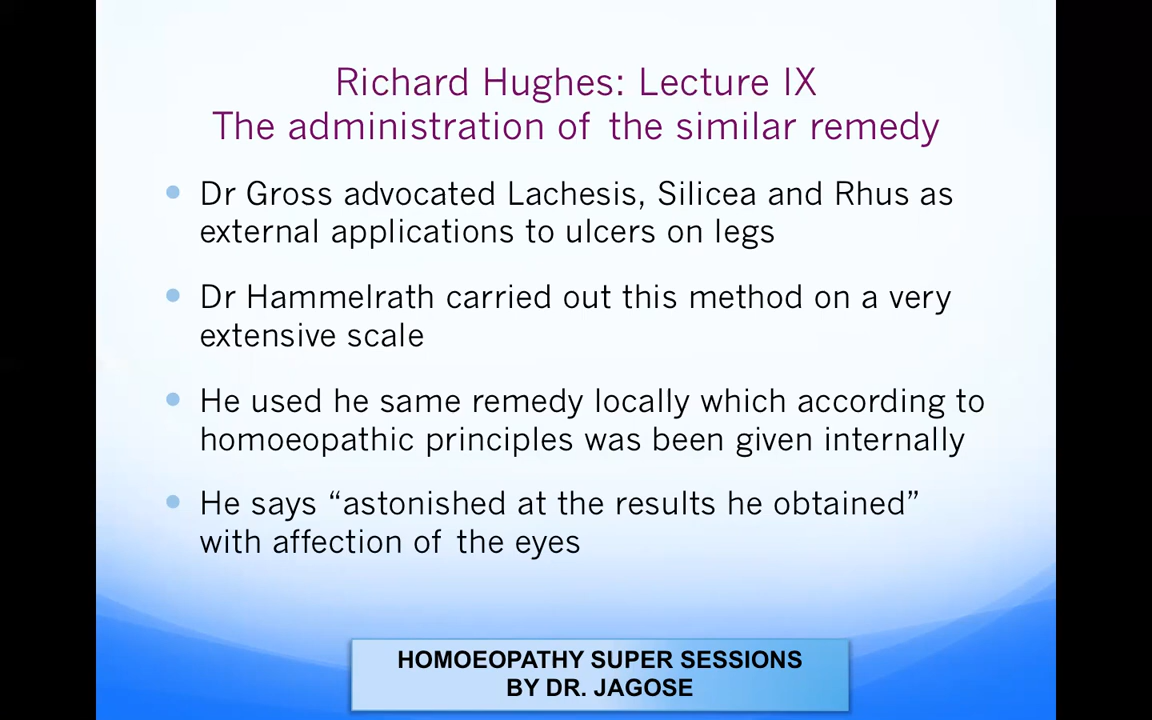 Richard Hughes: Lecture IX
The administration of the similar remedy
Dr Gross advocated Lachesis, Silicea and Rhus as
external applications to ulcers on legs
Dr Hammelrath carried out this method on a very
extensive scale
He used he same remedy locally which according to
homoeopathic principles was been given internally
He says “astonished at the results he obtained”
with affection of the eyes
HOMOEOPATHY SUPER SESSIONS
BY DR. JAGOSE